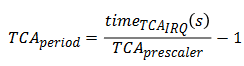 TCA_period = time_TCA_IRQ(s) / TCA_prescaler − 1